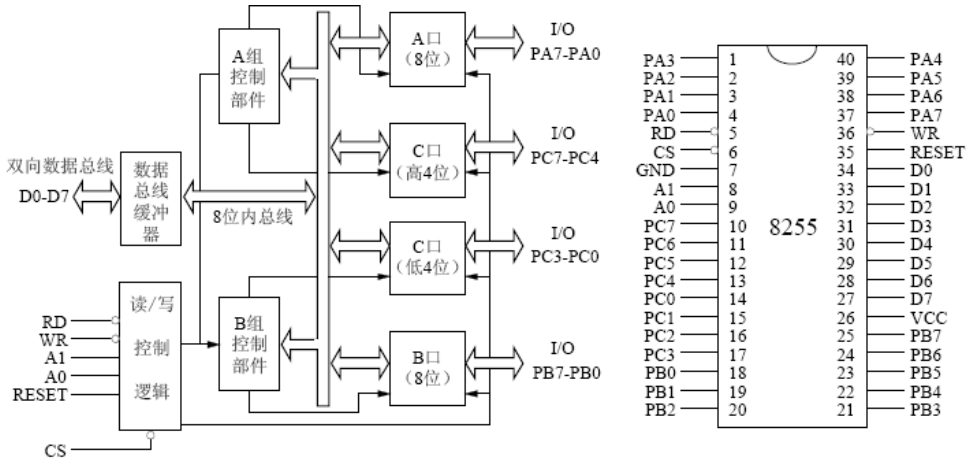 A组
控制
部件
A口
(8位)
I/O
PA7-PA0
C口
(高4位)
I/O
PC7-PC4
双向数据总线
D0-D7
数据
总线
缓冲
器
8位内总线
C口
(低4位)
I/O
PC3-PC0
RD
WR
A1
A0
RESET
CS
读/写
控制
逻辑
B组
控制
部件
B口
(8位)
I/O
PB7-PB0
PA3 1 40 PA4
PA2 2 39 PA5
PA1 3 38 PA6
PA0 4 37 PA7
RD 5 36 WR
CS 6 35 RESET
GND 7 34 D0
A1 8 33 D1
A0 9 32 D2
PC7 10 8255 31 D3
PC6 11 30 D4
PC5 12 29 D5
PC4 13 28 D6
PC0 14 27 D7
PC1 15 26 VCC
PC2 16 25 PB7
PC3 17 24 PB6
PB0 18 23 PB5
PB1 19 22 PB4
PB2 20 21 PB3